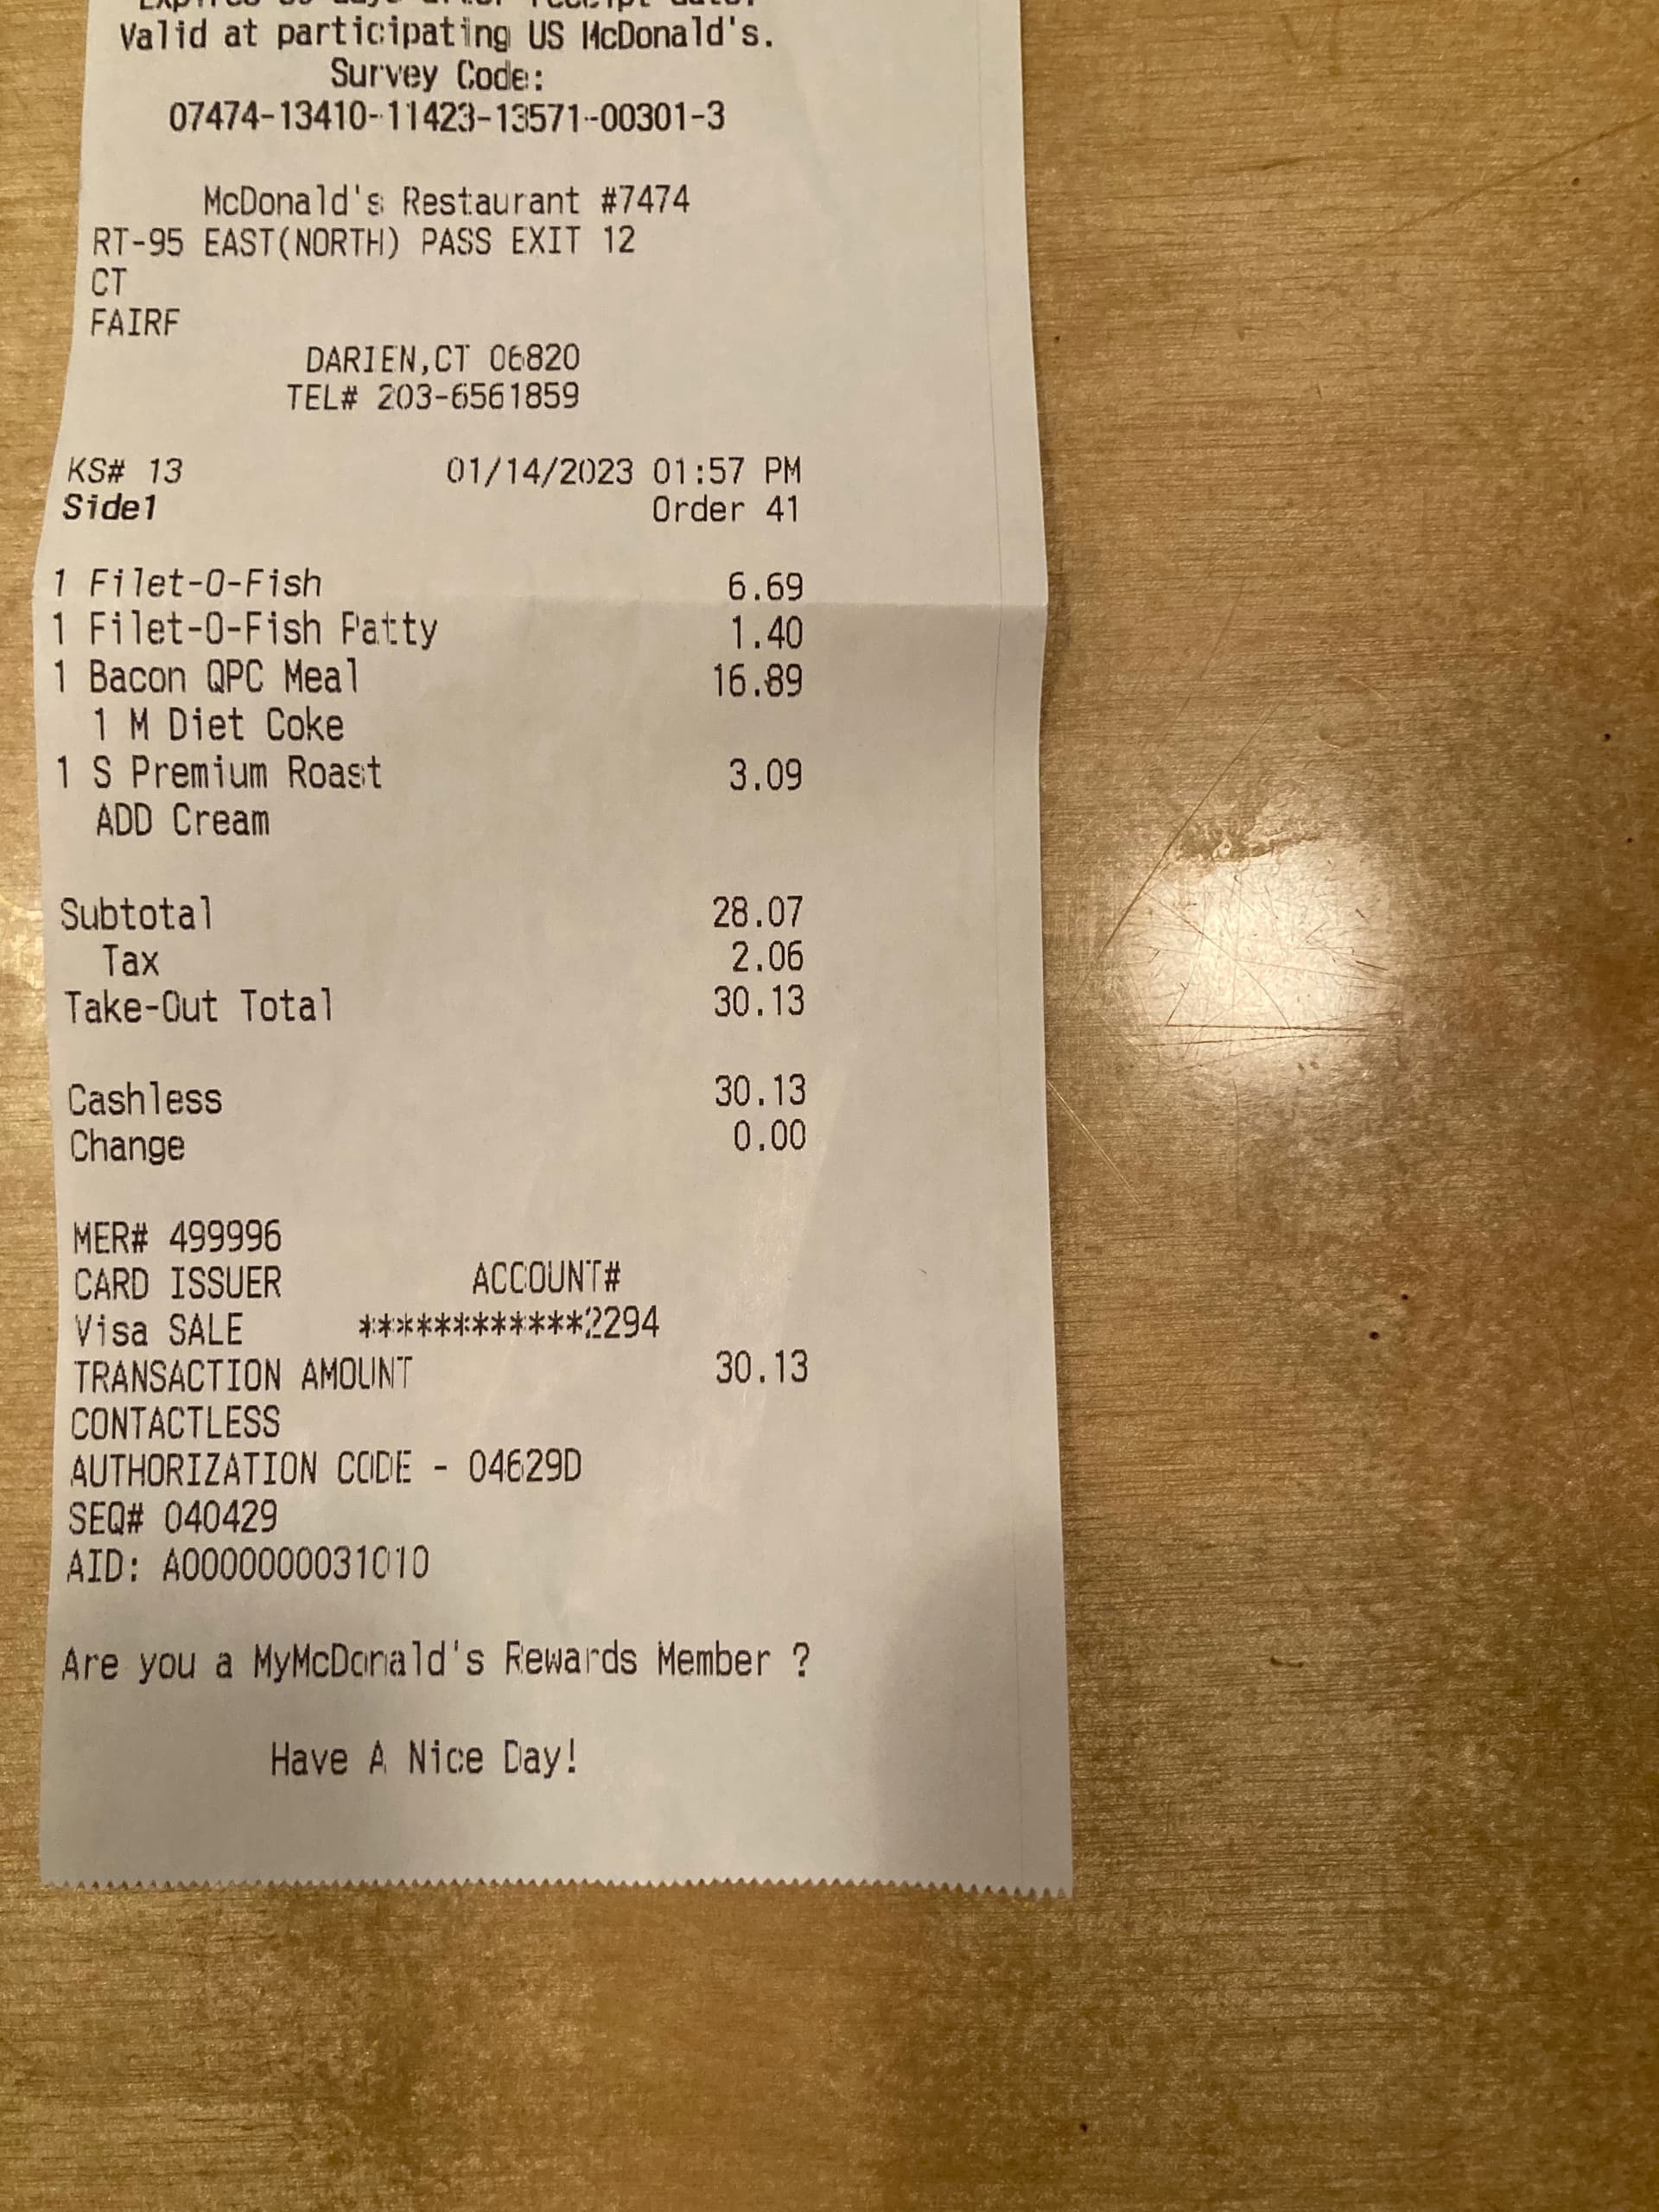 Expires 30 days after receipt date.
Valid at participating US McDonald's.
Survey Code:
07474-13410-11423-13571-00301-3
McDonald's Restaurant #7474
RT-95 EAST(NORTH) PASS EXIT 12
CT
FAIRF
DARIEN,CT 06820
TEL# 203-6561859
KS# 13 01/14/2023 01:57 PM
Side1 Order 41
1 Filet-O-Fish 6.69
1 Filet-O-Fish Patty 1.40
1 Bacon QPC Meal 16.89
1 M Diet Coke
1 S Premium Roast 3.09
ADD Cream
Subtotal 28.07
Tax 2.06
Take-Out Total 30.13
Cashless 30.13
Change 0.00
MER# 499996
CARD ISSUER ACCOUNT#
Visa SALE ************2294
TRANSACTION AMOUNT 30.13
CONTACTLESS
AUTHORIZATION CODE - 04629D
SEQ# 040429
AID: A0000000031010
Are you a MyMcDonald's Rewards Member ?
Have A Nice Day!